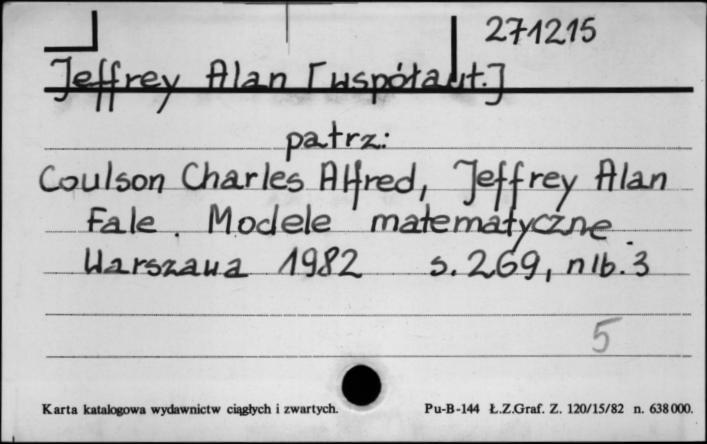 271215
Jeffrey Alan [współaut.]
patrz:
Coulson Charles Alfred, Jeffrey Alan
Fale. Modele matematyczne
Warszawa 1982 s. 269, nlb. 3
5
Karta katalogowa wydawnictw ciągłych i zwartych. Pu-B-144 Ł.Z.Graf. Z. 120/15/82 n. 638 000.